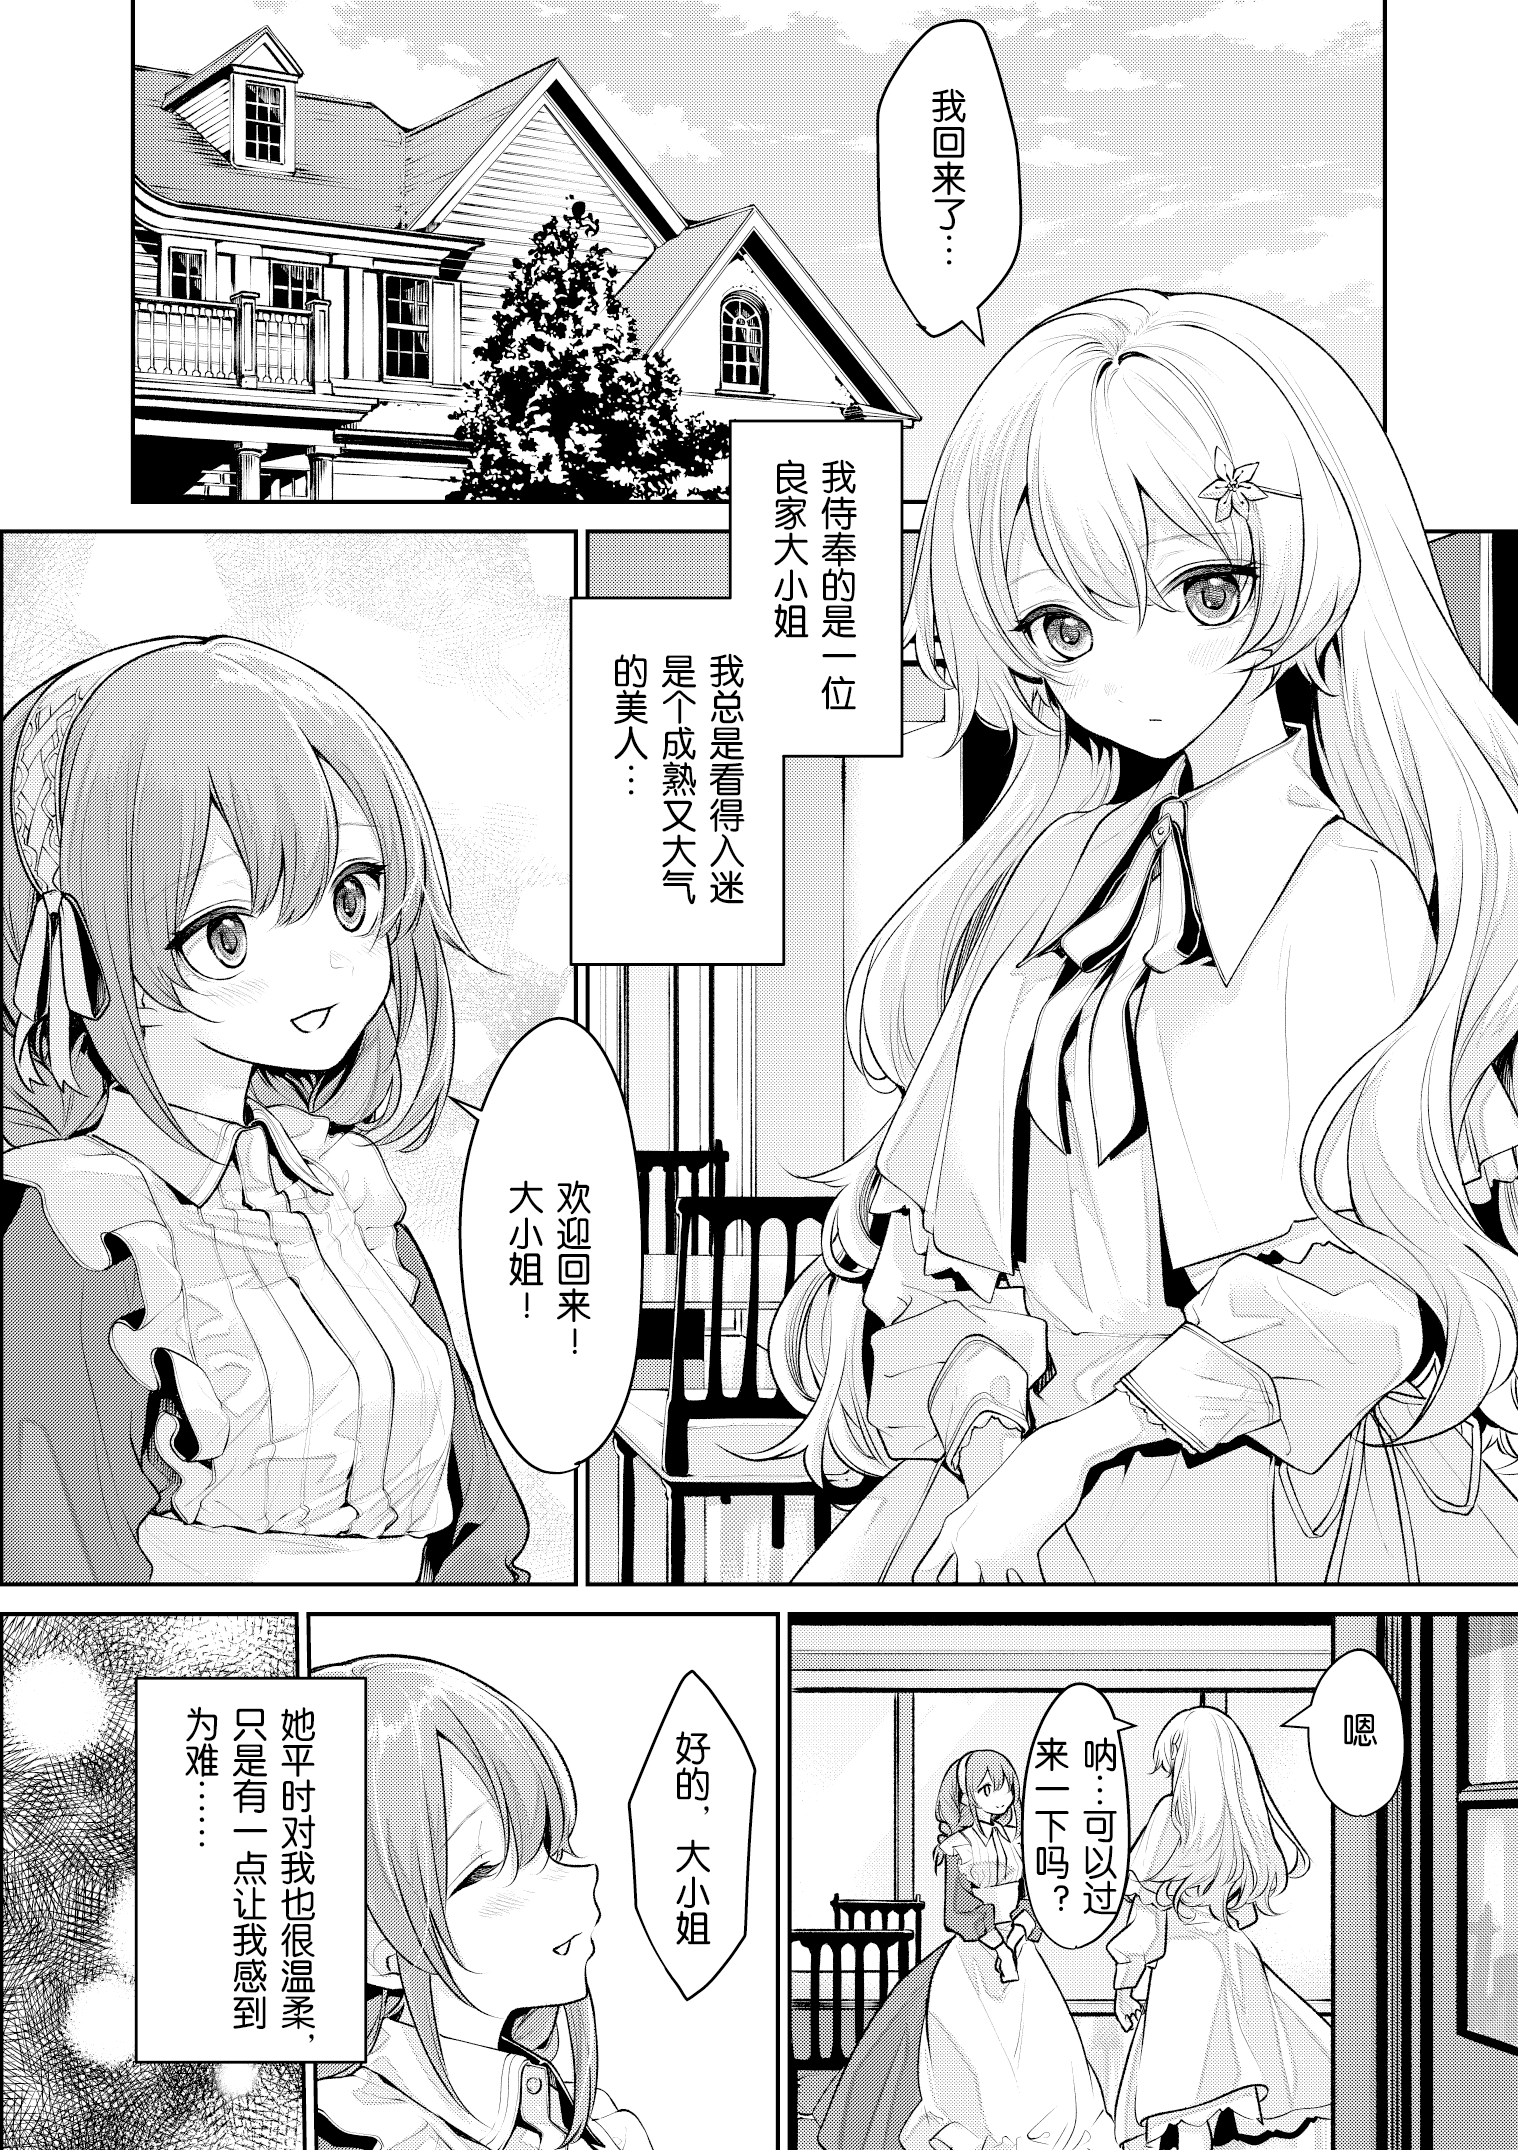 我回来了…
我侍奉的是一位
良家大小姐
我总是看得入迷
是个成熟又大气
的美人…
欢迎回来！
大小姐！
嗯
呐…可以过
来一下吗？
好的，大小姐
她平时对我也很温柔，
只是有一点让我感到
为难……